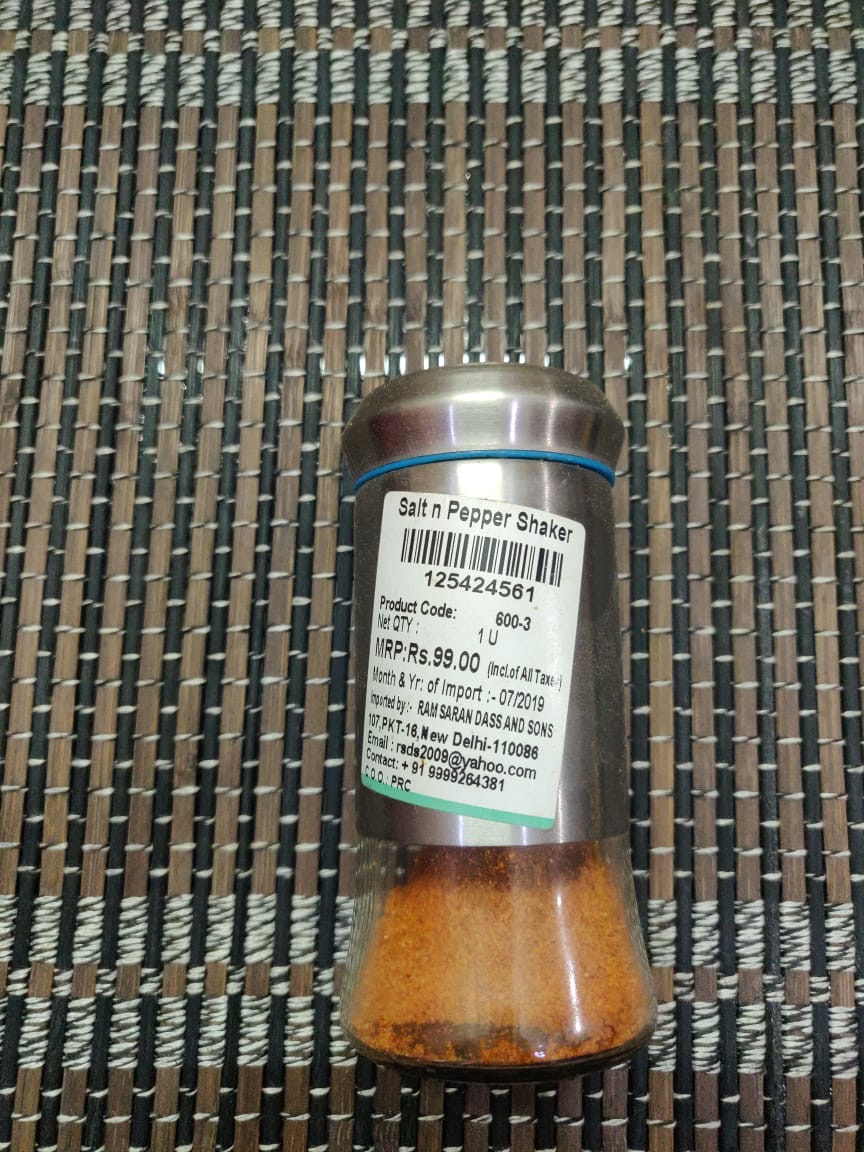 Salt n Pepper Shaker
125424561
Product Code: 600-3
Net QTY : 1 U
MRP:Rs.99.00 (Incl.of All Taxes)
Month & Yr: of Import :- 07/2019
Imported by:- RAM SARAN DASS AND SONS
107,PKT-16,New Delhi-110086
Email : rsds2009@yahoo.com
Contact: + 91 9999264381
C.O.O.: PRC